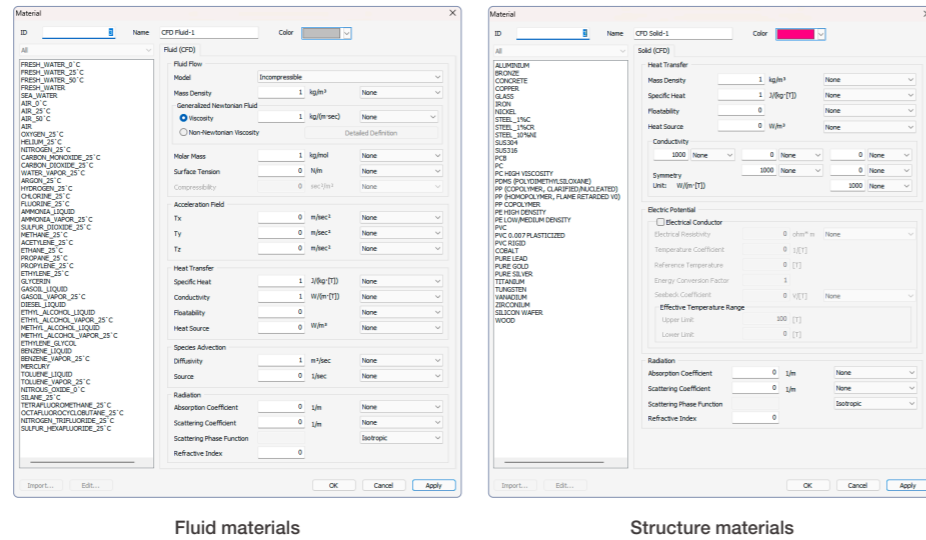 Material
ID 3 Name CFD Fluid-1 Color
All
FRESH_WATER_0˚C
FRESH_WATER_25˚C
FRESH_WATER_50˚C
FRESH_WATER
SEA_WATER
AIR_0˚C
AIR_25˚C
AIR_50˚C
AIR
OXYGEN_25˚C
HELIUM_25˚C
NITROGEN_25˚C
CARBON_MONOXIDE_25˚C
CARBON_DIOXIDE_25˚C
WATER_VAPOR_25˚C
ARGON_25˚C
HYDROGEN_25˚C
CHLORINE_25˚C
FLUORINE_25˚C
AMMONIA_LIQUID
AMMONIA_VAPOR_25˚C
SULFUR_DIOXIDE_25˚C
METHANE_25˚C
ACETYLENE_25˚C
ETHANE_25˚C
PROPANE_25˚C
PROPYLENE_25˚C
ETHYLENE_25˚C
GLYCERIN
GASOIL_LIQUID
GASOIL_VAPOR_25˚C
DIESEL_LIQUID
ETHYL_ALCOHOL_LIQUID
ETHYL_ALCOHOL_VAPOR_25˚C
METHYL_ALCOHOL_LIQUID
METHYL_ALCOHOL_VAPOR_25˚C
ETHYLENE_GLYCOL
BENZENE_LIQUID
BENZENE_VAPOR_25˚C
MERCURY
TOLUENE_LIQUID
TOLUENE_VAPOR_25˚C
NITROUS_OXIDE_0˚C
SILANE_25˚C
TETRAFLUOROMETHANE_25˚C
OCTAFLUOROCYCLOBUTANE_25˚C
NITROGEN_TRIFLUORIDE_25˚C
SULFUR_HEXAFLUORIDE_25˚C
Fluid (CFD)
Fluid Flow
Model Incompressible
Mass Density 1 kg/m³ None
Generalized Newtonian Fluid
Viscosity 1 kg/(m·sec) None
Non-Newtonian Viscosity Detailed Definition
Molar Mass 1 kg/mol None
Surface Tension 0 N/m None
Compressibility 0 sec²/m² None
Acceleration Field
Tx 0 m/sec² None
Ty 0 m/sec² None
Tz 0 m/sec² None
Heat Transfer
Specific Heat 1 J/(kg·[T]) None
Conductivity 1 W/(m·[T]) None
Floatability 0 None
Heat Source 0 W/m³ None
Species Advection
Diffusivity 1 m²/sec None
Source 0 1/sec None
Radiation
Absorption Coefficient 0 1/m None
Scattering Coefficient 0 1/m None
Scattering Phase Function Isotropic
Refractive Index 0
Import... Edit... OK Cancel Apply
Fluid materials
Material
ID 3 Name CFD Solid-1 Color
All
ALUMINIUM
BRONZE
CONCRETE
COPPER
GLASS
IRON
NICKEL
STEEL_1%C
STEEL_1%CR
STEEL_10%NI
SUS304
SUS316
PCB
PC
PC HIGH VISCOSITY
PDMS (POLYDIMETHYLSILOXANE)
PP (COPOLYMER, CLARIFIED/NUCLEATED)
PP (HOMOPOLYMER, FLAME RETARDED V0)
PP COPOLYMER
PE HIGH DENSITY
PE LOW/MEDIUM DENSITY
PVC
PVC 0.007 PLASTICIZED
PVC RIGID
COBALT
PURE LEAD
PURE GOLD
PURE SILVER
TITANIUM
TUNGSTEN
VANADIUM
ZIRCONIUM
SILICON WAFER
WOOD
Solid (CFD)
Heat Transfer
Mass Density 1 kg/m³ None
Specific Heat 1 J/(kg·[T]) None
Floatability 0 None
Heat Source 0 W/m³ None
Conductivity
1000 None 0 None 0 None
Symmetry 1000 None 0 None
Unit: W/(m·[T]) 1000 None
Electric Potential
Electrical Conductor
Electrical Resistivity 0 ohm* m None
Temperature Coefficient 0 1/[T]
Reference Temperature 0 [T]
Energy Conversion Factor 1
Seebeck Coefficient 0 V/[T] None
Effective Temperature Range
Upper Limit 100 [T]
Lower Limit 0 [T]
Radiation
Absorption Coefficient 0 1/m None
Scattering Coefficient 0 1/m None
Scattering Phase Function Isotropic
Refractive Index 0
Import... Edit... OK Cancel Apply
Structure materials